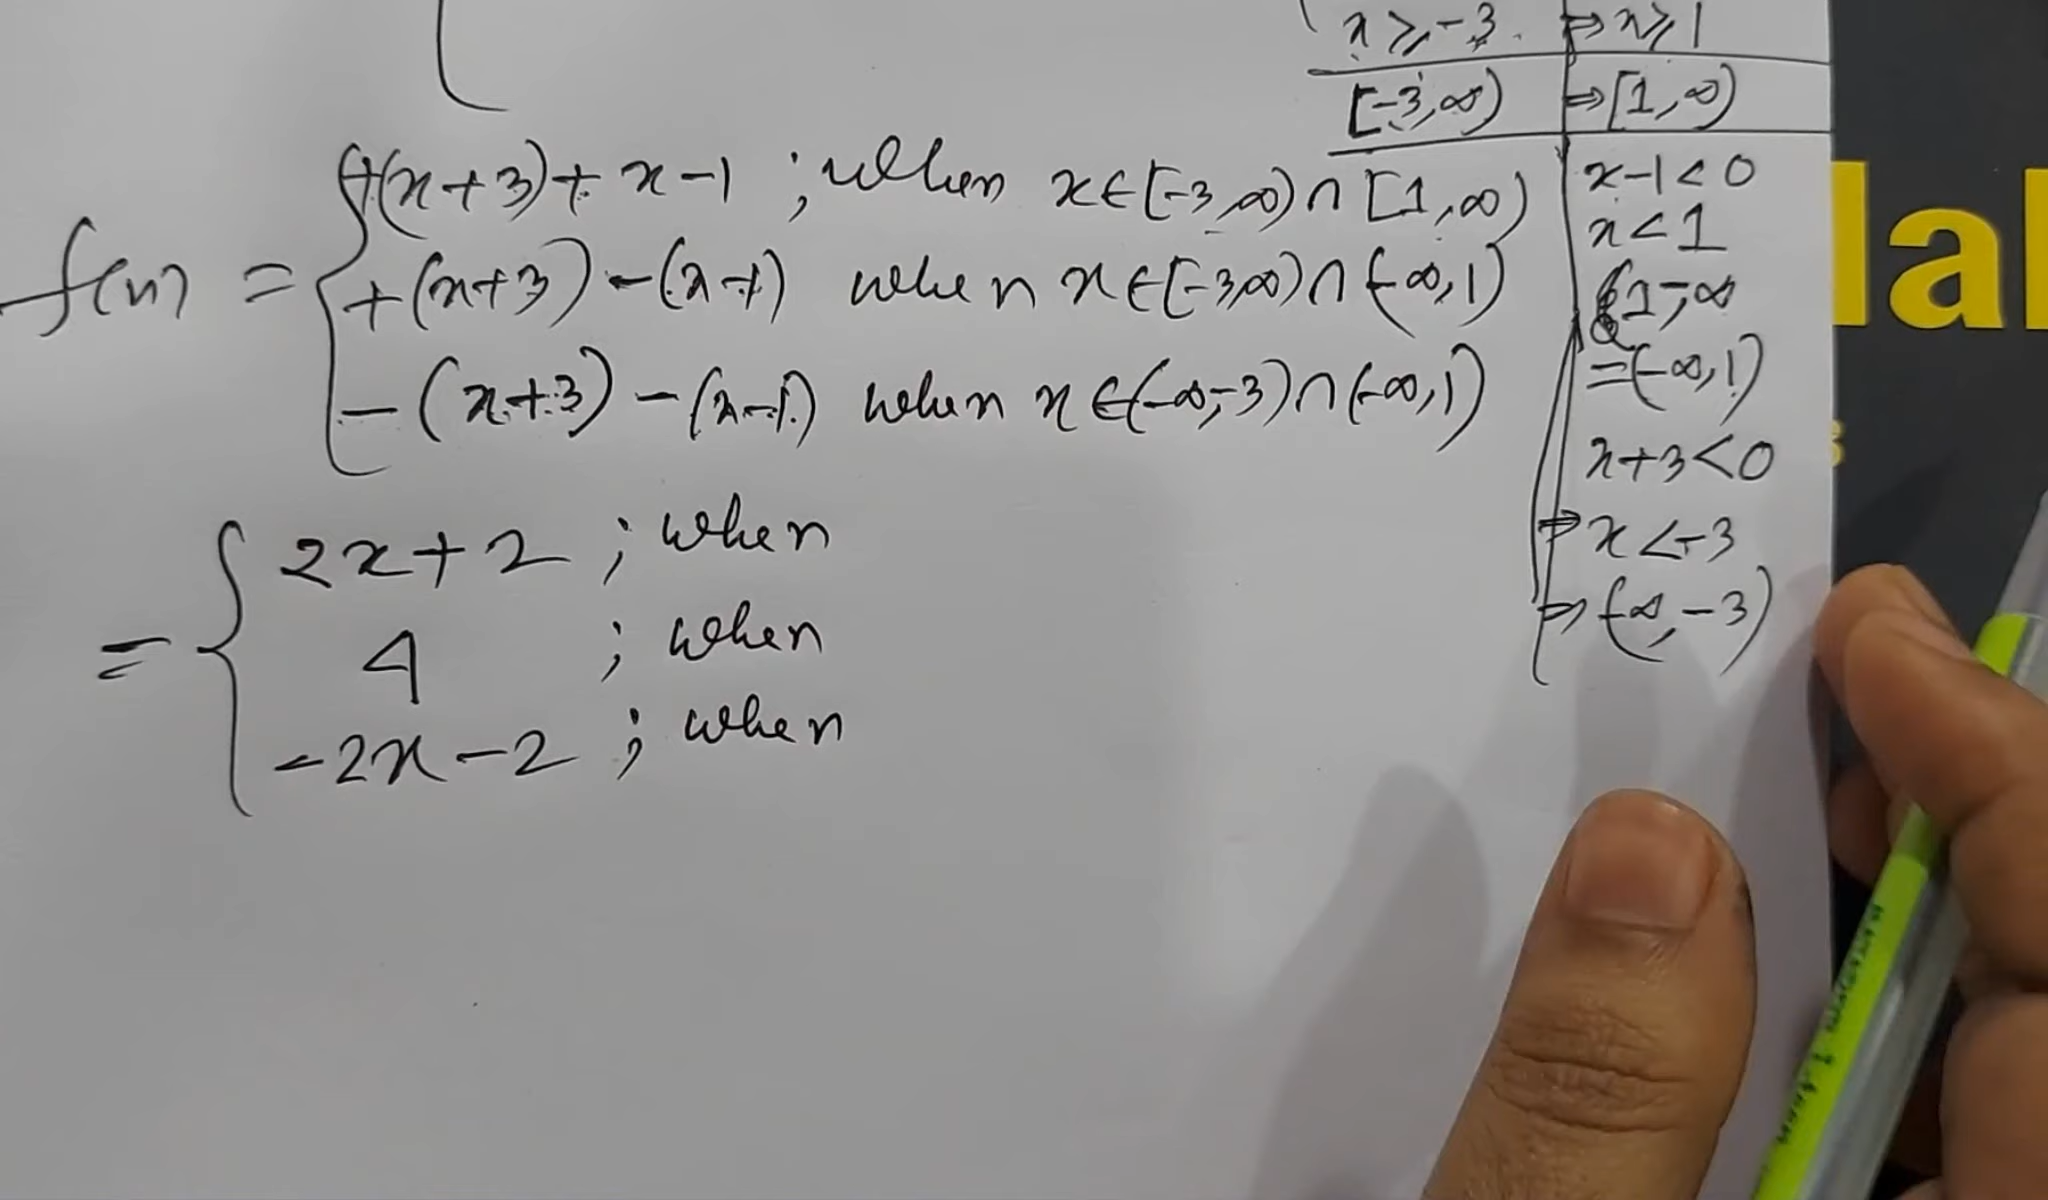 x ≥ -3. ⇒ x ≥ 1
[-3,∞) ⇒ [1,∞)
f(x) = { +(x+3)+ x-1 ; when x∈[-3,∞)∩[1,∞)
+(x+3)-(x-1) when x∈[-3,∞)∩(-∞,1)
-(x+3)-(x-1) when x∈(-∞,-3)∩(-∞,1)
x-1<0
x<1
=(-∞,1)
x+3<0
⇒ x<-3
⇒ (-∞,-3)
= { 2x+2 ; when
4 ; when
-2x-2 ; when
lal